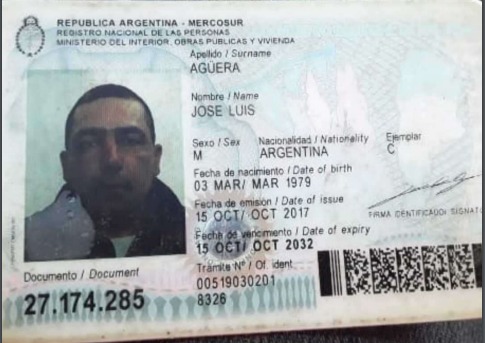 REPUBLICA ARGENTINA - MERCOSUR
REGISTRO NACIONAL DE LAS PERSONAS
MINISTERIO DEL INTERIOR, OBRAS PUBLICAS Y VIVIENDA
Apellido / Surname
AGÜERA
Nombre / Name
JOSE LUIS
Sexo / Sex Nacionalidad / Nationality Ejemplar
M ARGENTINA C
Fecha de nacimiento / Date of birth
03 MAR/ MAR 1979
Fecha de emisión / Date of issue
15 OCT/ OCT 2017
FIRMA IDENTIFICADO/ SIGNAT
Fecha de vencimiento / Date of expiry
15 OCT/ OCT 2032
Documento / Document
27.174.285
Trámite Nº / Of. ident.
00519030201
8326